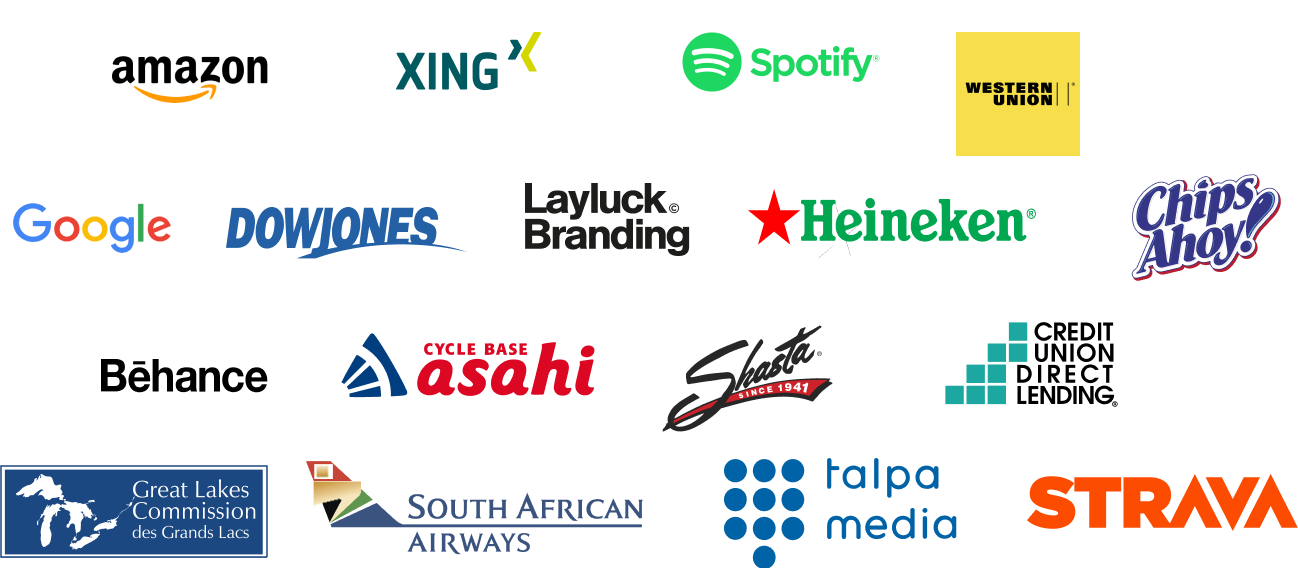 amazon
XING
Spotify®
WESTERN
UNION
®
Google
DOWJONES
Layluck
Branding
©
Heineken®
Chips
Ahoy!
Bēhance
CYCLE BASE
asahi
Shasta®
SINCE 1941
CREDIT
UNION
DIRECT
LENDING®
Great Lakes
Commission
des Grands Lacs
SOUTH AFRICAN
AIRWAYS
talpa
media
STRAVA